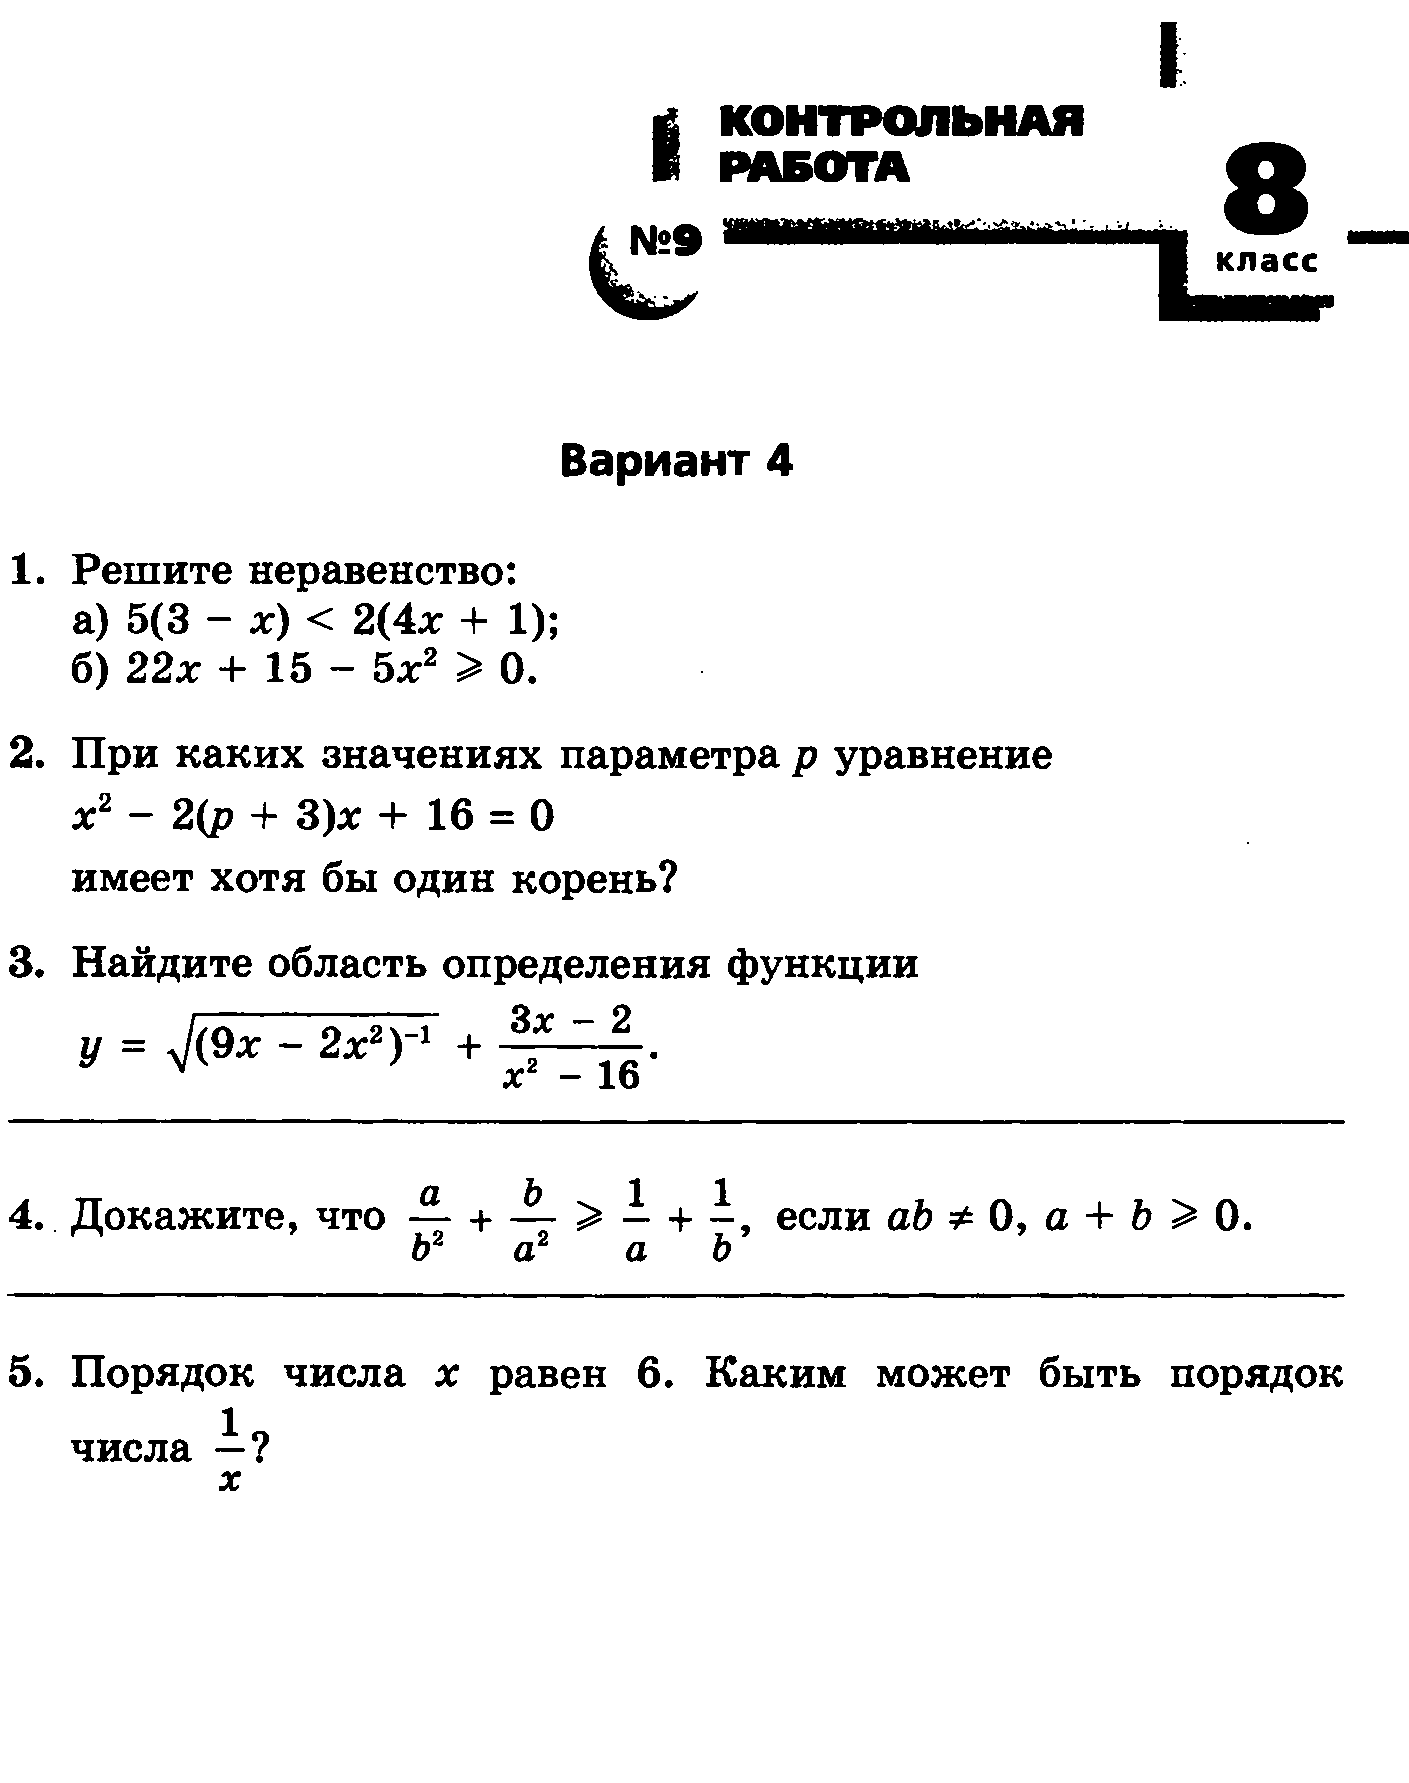 КОНТРОЛЬНАЯ
РАБОТА
№9
8
класс
Вариант 4
1. Решите неравенство:
а) 5(3 − x) < 2(4x + 1);
б) 22x + 15 − 5x² ⩾ 0.
2. При каких значениях параметра p уравнение
x² − 2(p + 3)x + 16 = 0
имеет хотя бы один корень?
3. Найдите область определения функции
y = √((9x − 2x²)⁻¹) + (3x − 2)/(x² − 16).
4. Докажите, что a/b² + b/a² ⩾ 1/a + 1/b, если ab ≠ 0, a + b ⩾ 0.
5. Порядок числа x равен 6. Каким может быть порядок
числа 1/x?